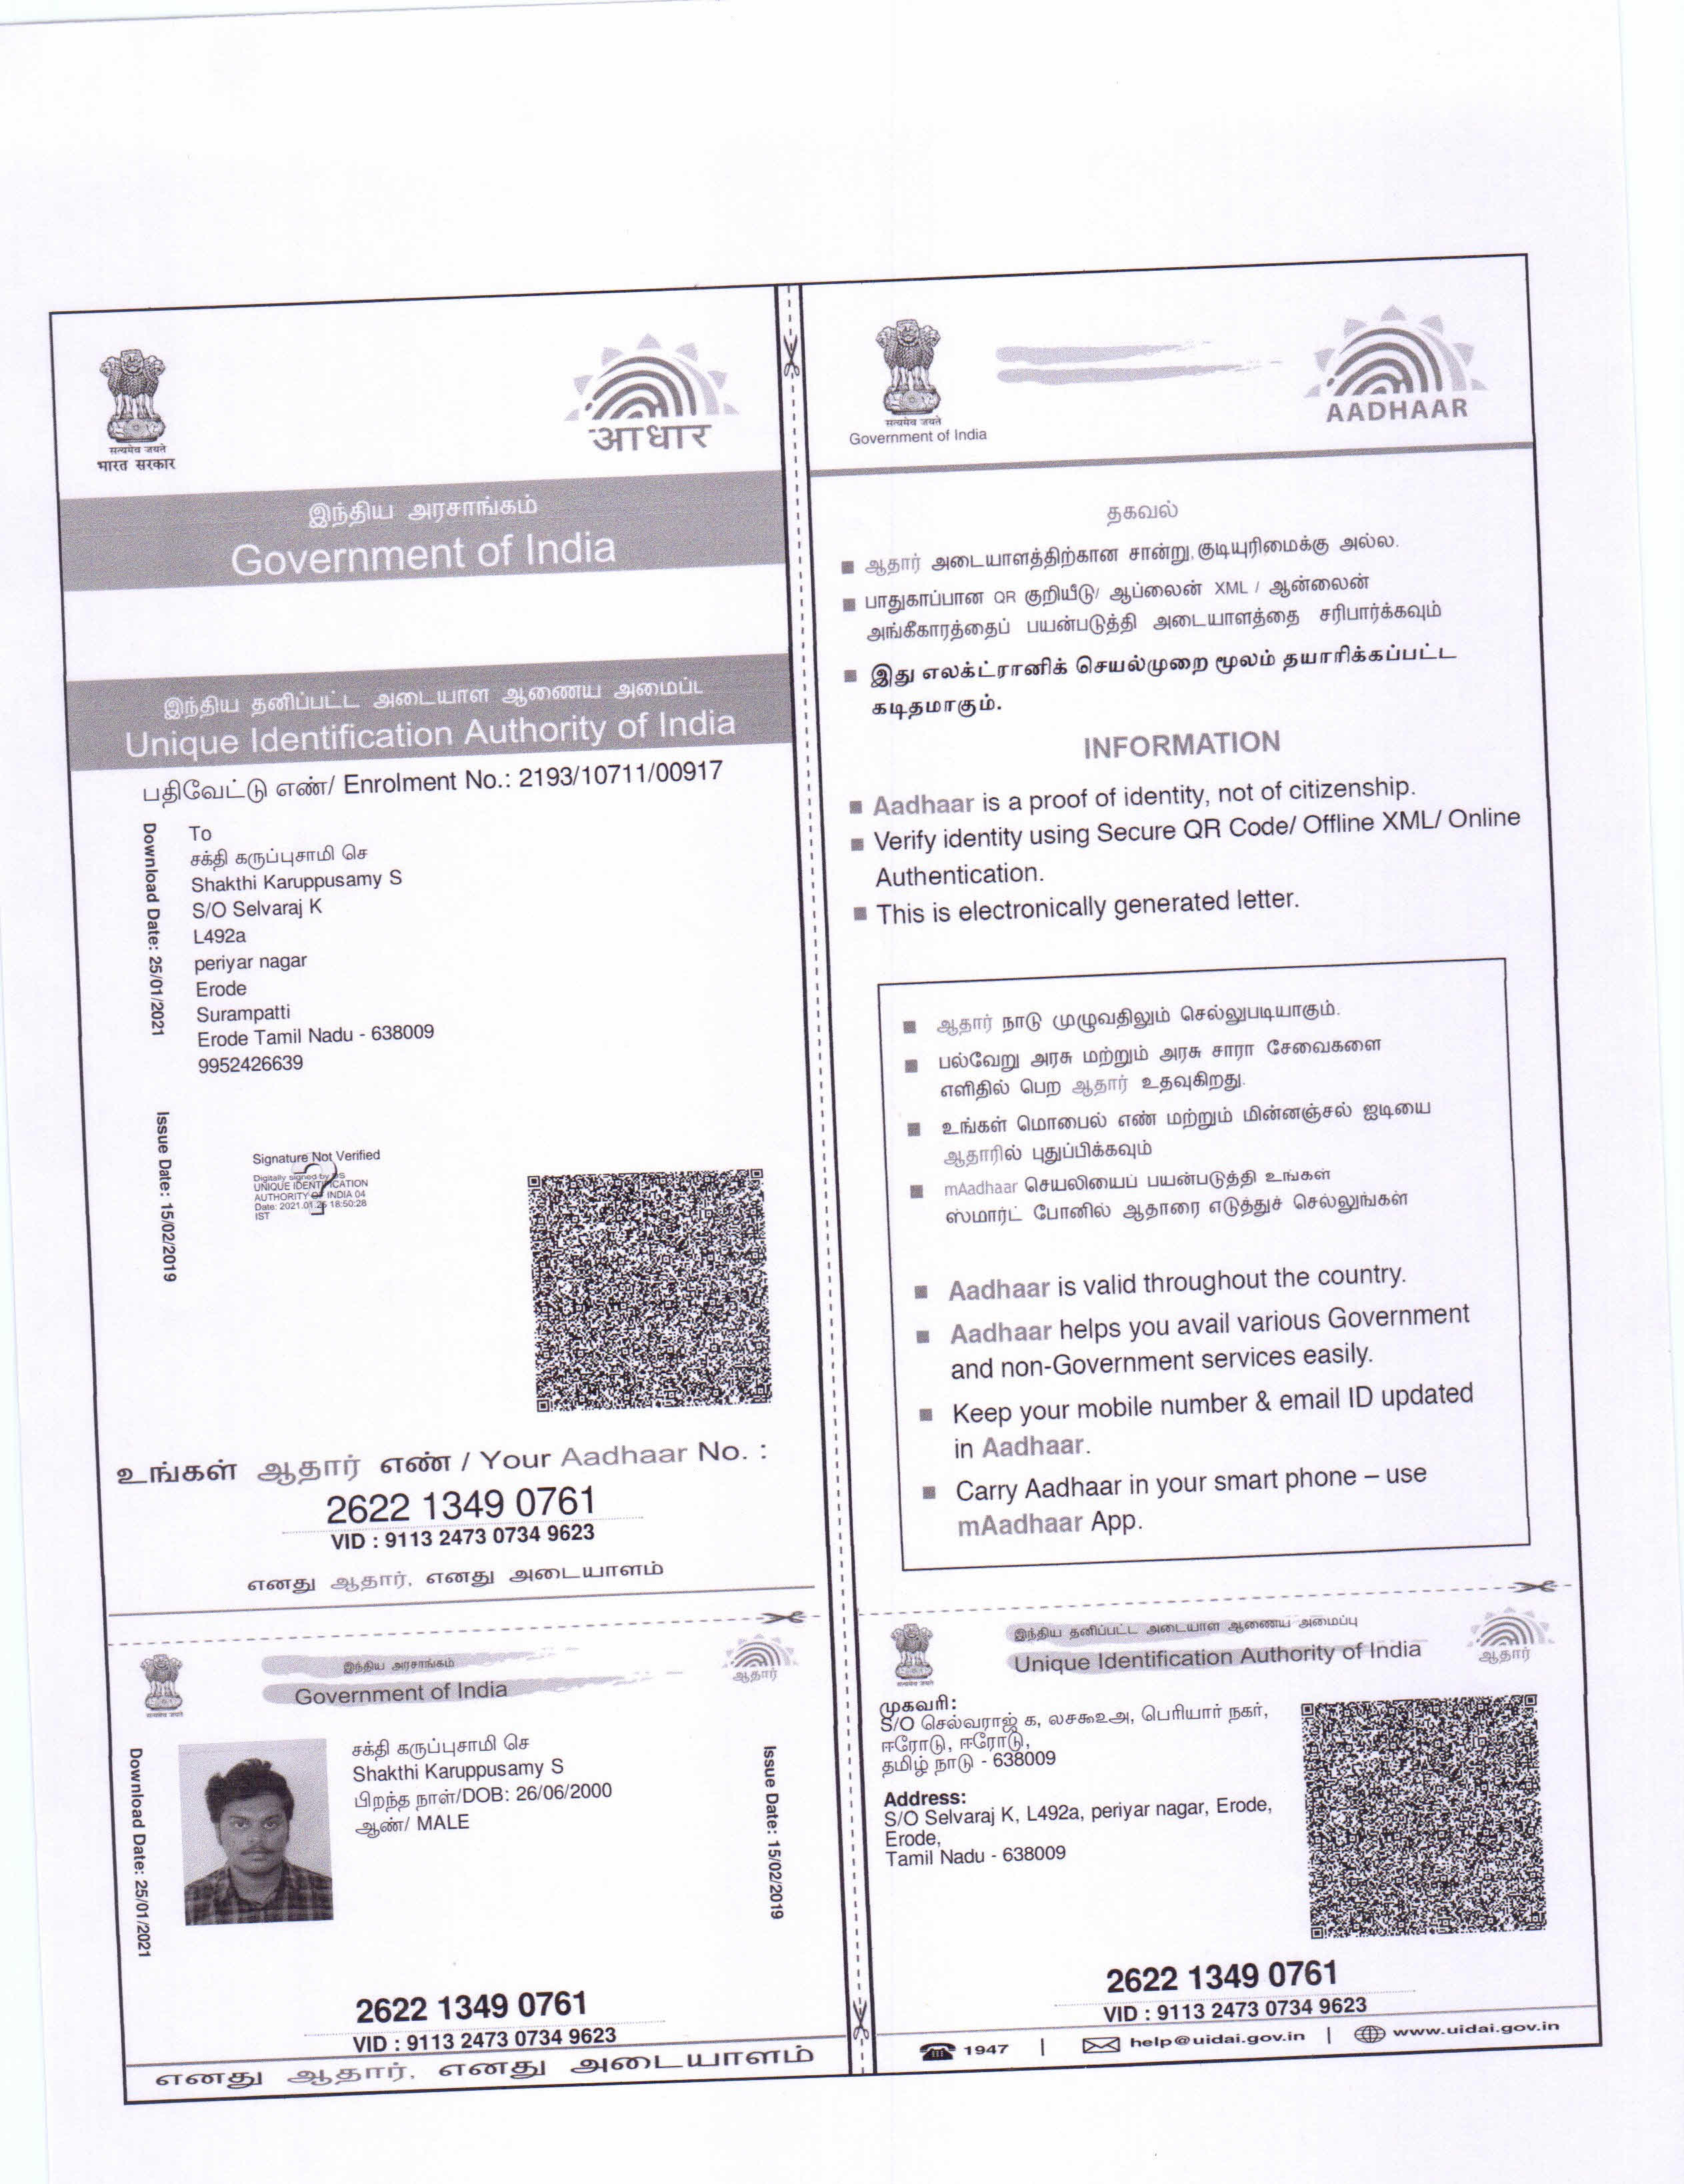 सत्यमेव जयते
भारत सरकार
आधार
இந்திய அரசாங்கம்
Government of India
இந்திய தனிப்பட்ட அடையாள ஆணைய அமைப்ட
Unique Identification Authority of India
பதிவேட்டு எண்/ Enrolment No.: 2193/10711/00917
Download Date: 25/01/2021
To
சக்தி கருப்புசாமி செ
Shakthi Karuppusamy S
S/O Selvaraj K
L492a
periyar nagar
Erode
Surampatti
Erode Tamil Nadu - 638009
9952426639
Issue Date: 15/02/2019
Signature Not Verified
Digitally signed by DS
UNIQUE IDENTIFICATION
AUTHORITY OF INDIA 04
Date: 2021.01.25 18:50:28
IST
உங்கள் ஆதார் எண் / Your Aadhaar No. :
2622 1349 0761
VID : 9113 2473 0734 9623
எனது ஆதார், எனது அடையாளம்
सत्यमेव जयते
Government of India
AADHAAR
தகவல்
ஆதார் அடையாளத்திற்கான சான்று,குடியுரிமைக்கு அல்ல.
பாதுகாப்பான QR குறியீடு/ ஆப்லைன் XML / ஆன்லைன்
அங்கீகாரத்தைப் பயன்படுத்தி அடையாளத்தை சரிபார்க்கவும்
இது எலக்ட்ரானிக் செயல்முறை மூலம் தயாரிக்கப்பட்ட
கடிதமாகும்.
INFORMATION
Aadhaar is a proof of identity, not of citizenship.
Verify identity using Secure QR Code/ Offline XML/ Online
Authentication.
This is electronically generated letter.
ஆதார் நாடு முழுவதிலும் செல்லுபடியாகும்.
பல்வேறு அரசு மற்றும் அரசு சாரா சேவைகளை
எளிதில் பெற ஆதார் உதவுகிறது.
உங்கள் மொபைல் எண் மற்றும் மின்னஞ்சல் ஐடியை
ஆதாரில் புதுப்பிக்கவும்
mAadhaar செயலியைப் பயன்படுத்தி உங்கள்
ஸ்மார்ட் போனில் ஆதாரை எடுத்துச் செல்லுங்கள்
Aadhaar is valid throughout the country.
Aadhaar helps you avail various Government
and non-Government services easily.
Keep your mobile number & email ID updated
in Aadhaar.
Carry Aadhaar in your smart phone – use
mAadhaar App.
இந்திய அரசாங்கம்
Government of India
ஆதார்
सत्यमेव जयते
Download Date: 25/01/2021
சக்தி கருப்புசாமி செ
Shakthi Karuppusamy S
பிறந்த நாள்/DOB: 26/06/2000
ஆண்/ MALE
Issue Date: 15/02/2019
2622 1349 0761
VID : 9113 2473 0734 9623
எனது ஆதார், எனது அடையாளம்
இந்திய தனிப்பட்ட அடையாள ஆணைய அமைப்பு
Unique Identification Authority of India
ஆதார்
सत्यमेव जयते
முகவரி:
S/O செல்வராஜ் க, லசகூஉஅ, பெரியார் நகர்,
ஈரோடு, ஈரோடு,
தமிழ் நாடு - 638009
Address:
S/O Selvaraj K, L492a, periyar nagar, Erode,
Erode,
Tamil Nadu - 638009
2622 1349 0761
VID : 9113 2473 0734 9623
1947 | help@uidai.gov.in | www.uidai.gov.in